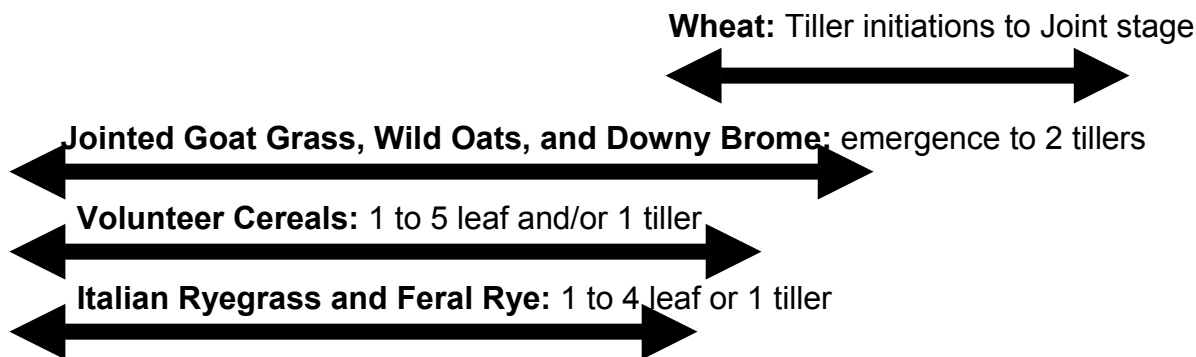 Wheat: Tiller initiations to Joint stage
Jointed Goat Grass, Wild Oats, and Downy Brome: emergence to 2 tillers
Volunteer Cereals: 1 to 5 leaf and/or 1 tiller
Italian Ryegrass and Feral Rye: 1 to 4 leaf or 1 tiller